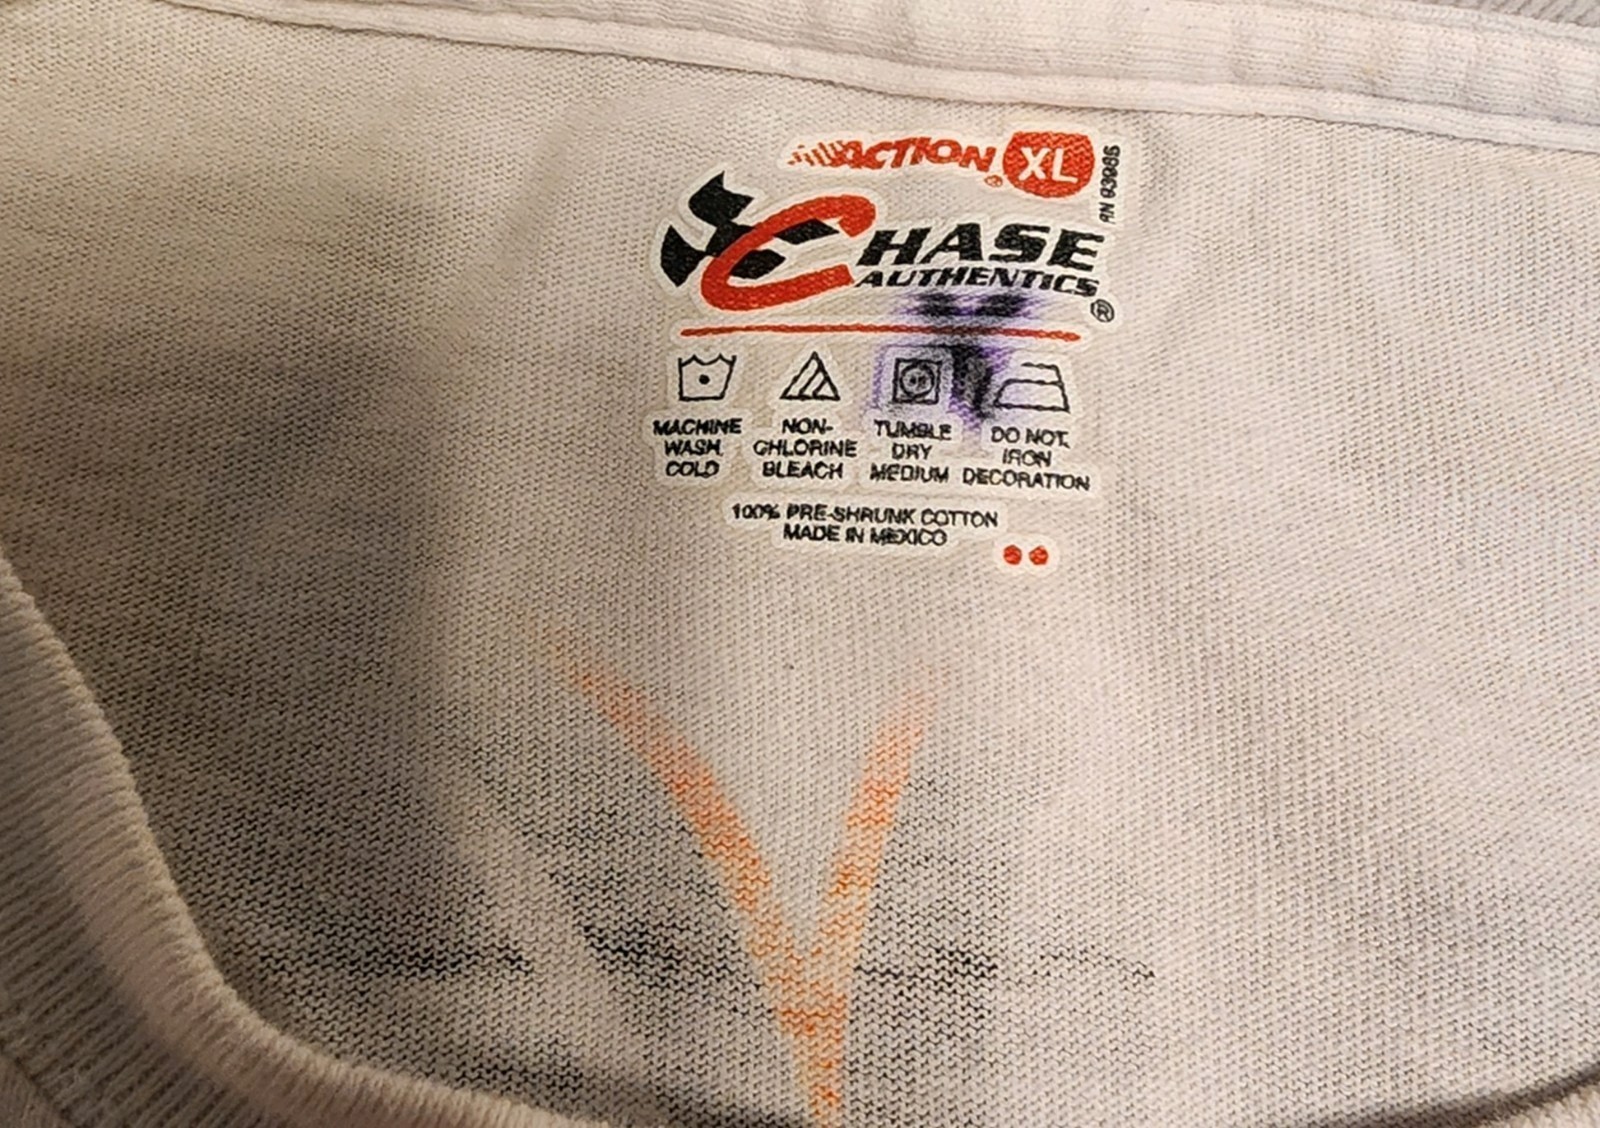 ACTION® XL
RN 93985
CHASE
AUTHENTICS®
MACHINE WASH COLD
NON-CHLORINE BLEACH
TUMBLE DRY MEDIUM
DO NOT IRON DECORATION
100% PRE-SHRUNK COTTON
MADE IN MEXICO